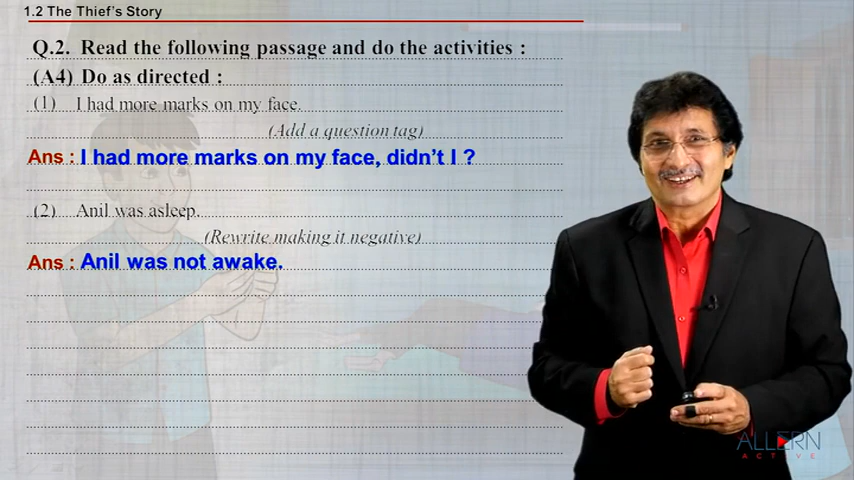 1.2 The Thief's Story
Q.2. Read the following passage and do the activities :
(A4) Do as directed :
(1) I had more marks on my face.
(Add a question tag)
Ans : I had more marks on my face, didn't I ?
(2) Anil was asleep.
(Rewrite making it negative)
Ans : Anil was not awake.
ALLERN
ACTIVE